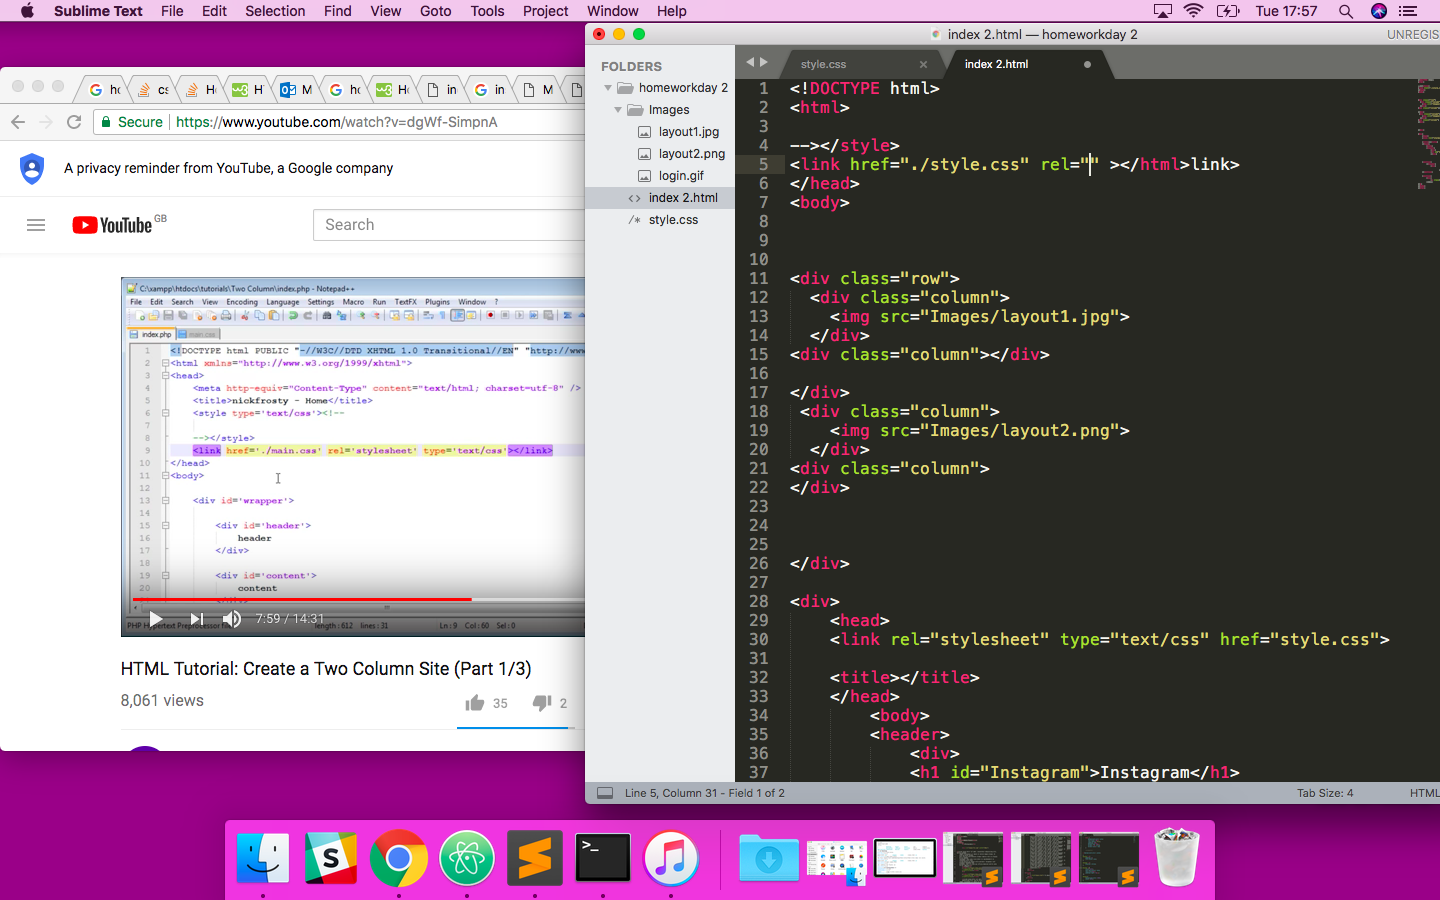 Sublime Text File Edit Selection Find View Goto Tools Project Window Help Tue 17:57
index 2.html — homeworkday 2 UNREGIS
ho cs H H M ho Ho in in M
Secure https://www.youtube.com/watch?v=dgWf-SimpnA
A privacy reminder from YouTube, a Google company
YouTube GB
Search
C:\xampp\htdocs\tutorials\Two Column\index.php - Notepad++
File Edit Search View Encoding Language Settings Macro Run TextFX Plugins Window ?
index.php main.css
1 <!DOCTYPE html PUBLIC "-//W3C//DTD XHTML 1.0 Transitional//EN" "http://ww
2 <html xmlns="http://www.w3.org/1999/xhtml">
3 <head>
4 <meta http-equiv="Content-Type" content="text/html; charset=utf-8" />
5 <title>nickfrosty - Home</title>
6 <style type='text/css'><!--
7
8 --></style>
9 <link href='./main.css' rel='stylesheet' type='text/css'></link>
10 </head>
11 <body>
12
13 <div id='wrapper'>
14
15 <div id='header'>
16 header
17 </div>
18
19 <div id='content'>
20 content
7:59 / 14:31
PHP Hypertext Preprocessor fil length : 612 lines : 31 Ln : 9 Col : 60 Sel : 0
HTML Tutorial: Create a Two Column Site (Part 1/3)
8,061 views
35 2
FOLDERS
homeworkday 2
Images
layout1.jpg
layout2.png
login.gif
<> index 2.html
/* style.css
style.css × index 2.html
1 <!DOCTYPE html>
2 <html>
3
4 --></style>
5 <link href="./style.css" rel="" ></html>link>
6 </head>
7 <body>
8
9
10
11 <div class="row">
12 <div class="column">
13 <img src="Images/layout1.jpg">
14 </div>
15 <div class="column"></div>
16
17 </div>
18 <div class="column">
19 <img src="Images/layout2.png">
20 </div>
21 <div class="column">
22 </div>
23
24
25
26 </div>
27
28 <div>
29 <head>
30 <link rel="stylesheet" type="text/css" href="style.css">
31
32 <title></title>
33 </head>
34 <body>
35 <header>
36 <div>
37 <h1 id="Instagram">Instagram</h1>
Line 5, Column 31 - Field 1 of 2 Tab Size: 4 HTML